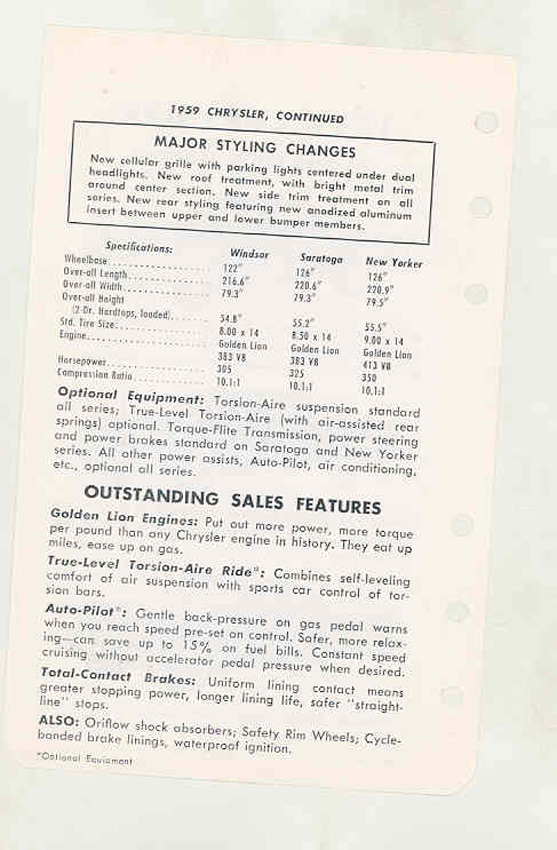 1959 CHRYSLER, CONTINUED
MAJOR STYLING CHANGES
New cellular grille with parking lights centered under dual
headlights. New roof treatment, with bright metal trim
around center section. New side trim treatment on all
series. New rear styling featuring new anodized aluminum
insert between upper and lower bumper members.
Specifications: Windsor Saratoga New Yorker
Wheelbase 122" 126" 126"
Over-all Length 216.6" 220.6" 220.9"
Over-all Width 79.3" 79.3" 79.5"
Over-all Height
(2 Dr. Hardtops, loaded) 54.8" 55.2" 55.5"
Std. Tire Size 8.00 x 14 8.50 x 14 9.00 x 14
Engine Golden Lion Golden Lion Golden Lion
383 V8 383 V8 413 V8
Horsepower 305 325 350
Compression Ratio 10.1:1 10.1:1 10.1:1
Optional Equipment: Torsion-Aire suspension standard
all series; True-Level Torsion-Aire (with air-assisted rear
springs) optional. Torque-Flite Transmission, power steering
and power brakes standard on Saratoga and New Yorker
series. All other power assists, Auto-Pilot, air conditioning,
etc., optional all series.
OUTSTANDING SALES FEATURES
Golden Lion Engines: Put out more power, more torque
per pound than any Chrysler engine in history. They eat up
miles, ease up on gas.
True-Level Torsion-Aire Ride*: Combines self-leveling
comfort of air suspension with sports car control of tor-
sion bars.
Auto-Pilot*: Gentle back-pressure on gas pedal warns
when you reach speed pre-set on control. Safer, more relax-
ing—can save up to 15% on fuel bills. Constant speed
cruising without accelerator pedal pressure when desired.
Total-Contact Brakes: Uniform lining contact means
greater stopping power, longer lining life, safer "straight-
line" stops.
ALSO: Oriflow shock absorbers; Safety Rim Wheels; Cycle-
bonded brake linings, waterproof ignition.
*Optional Equipment